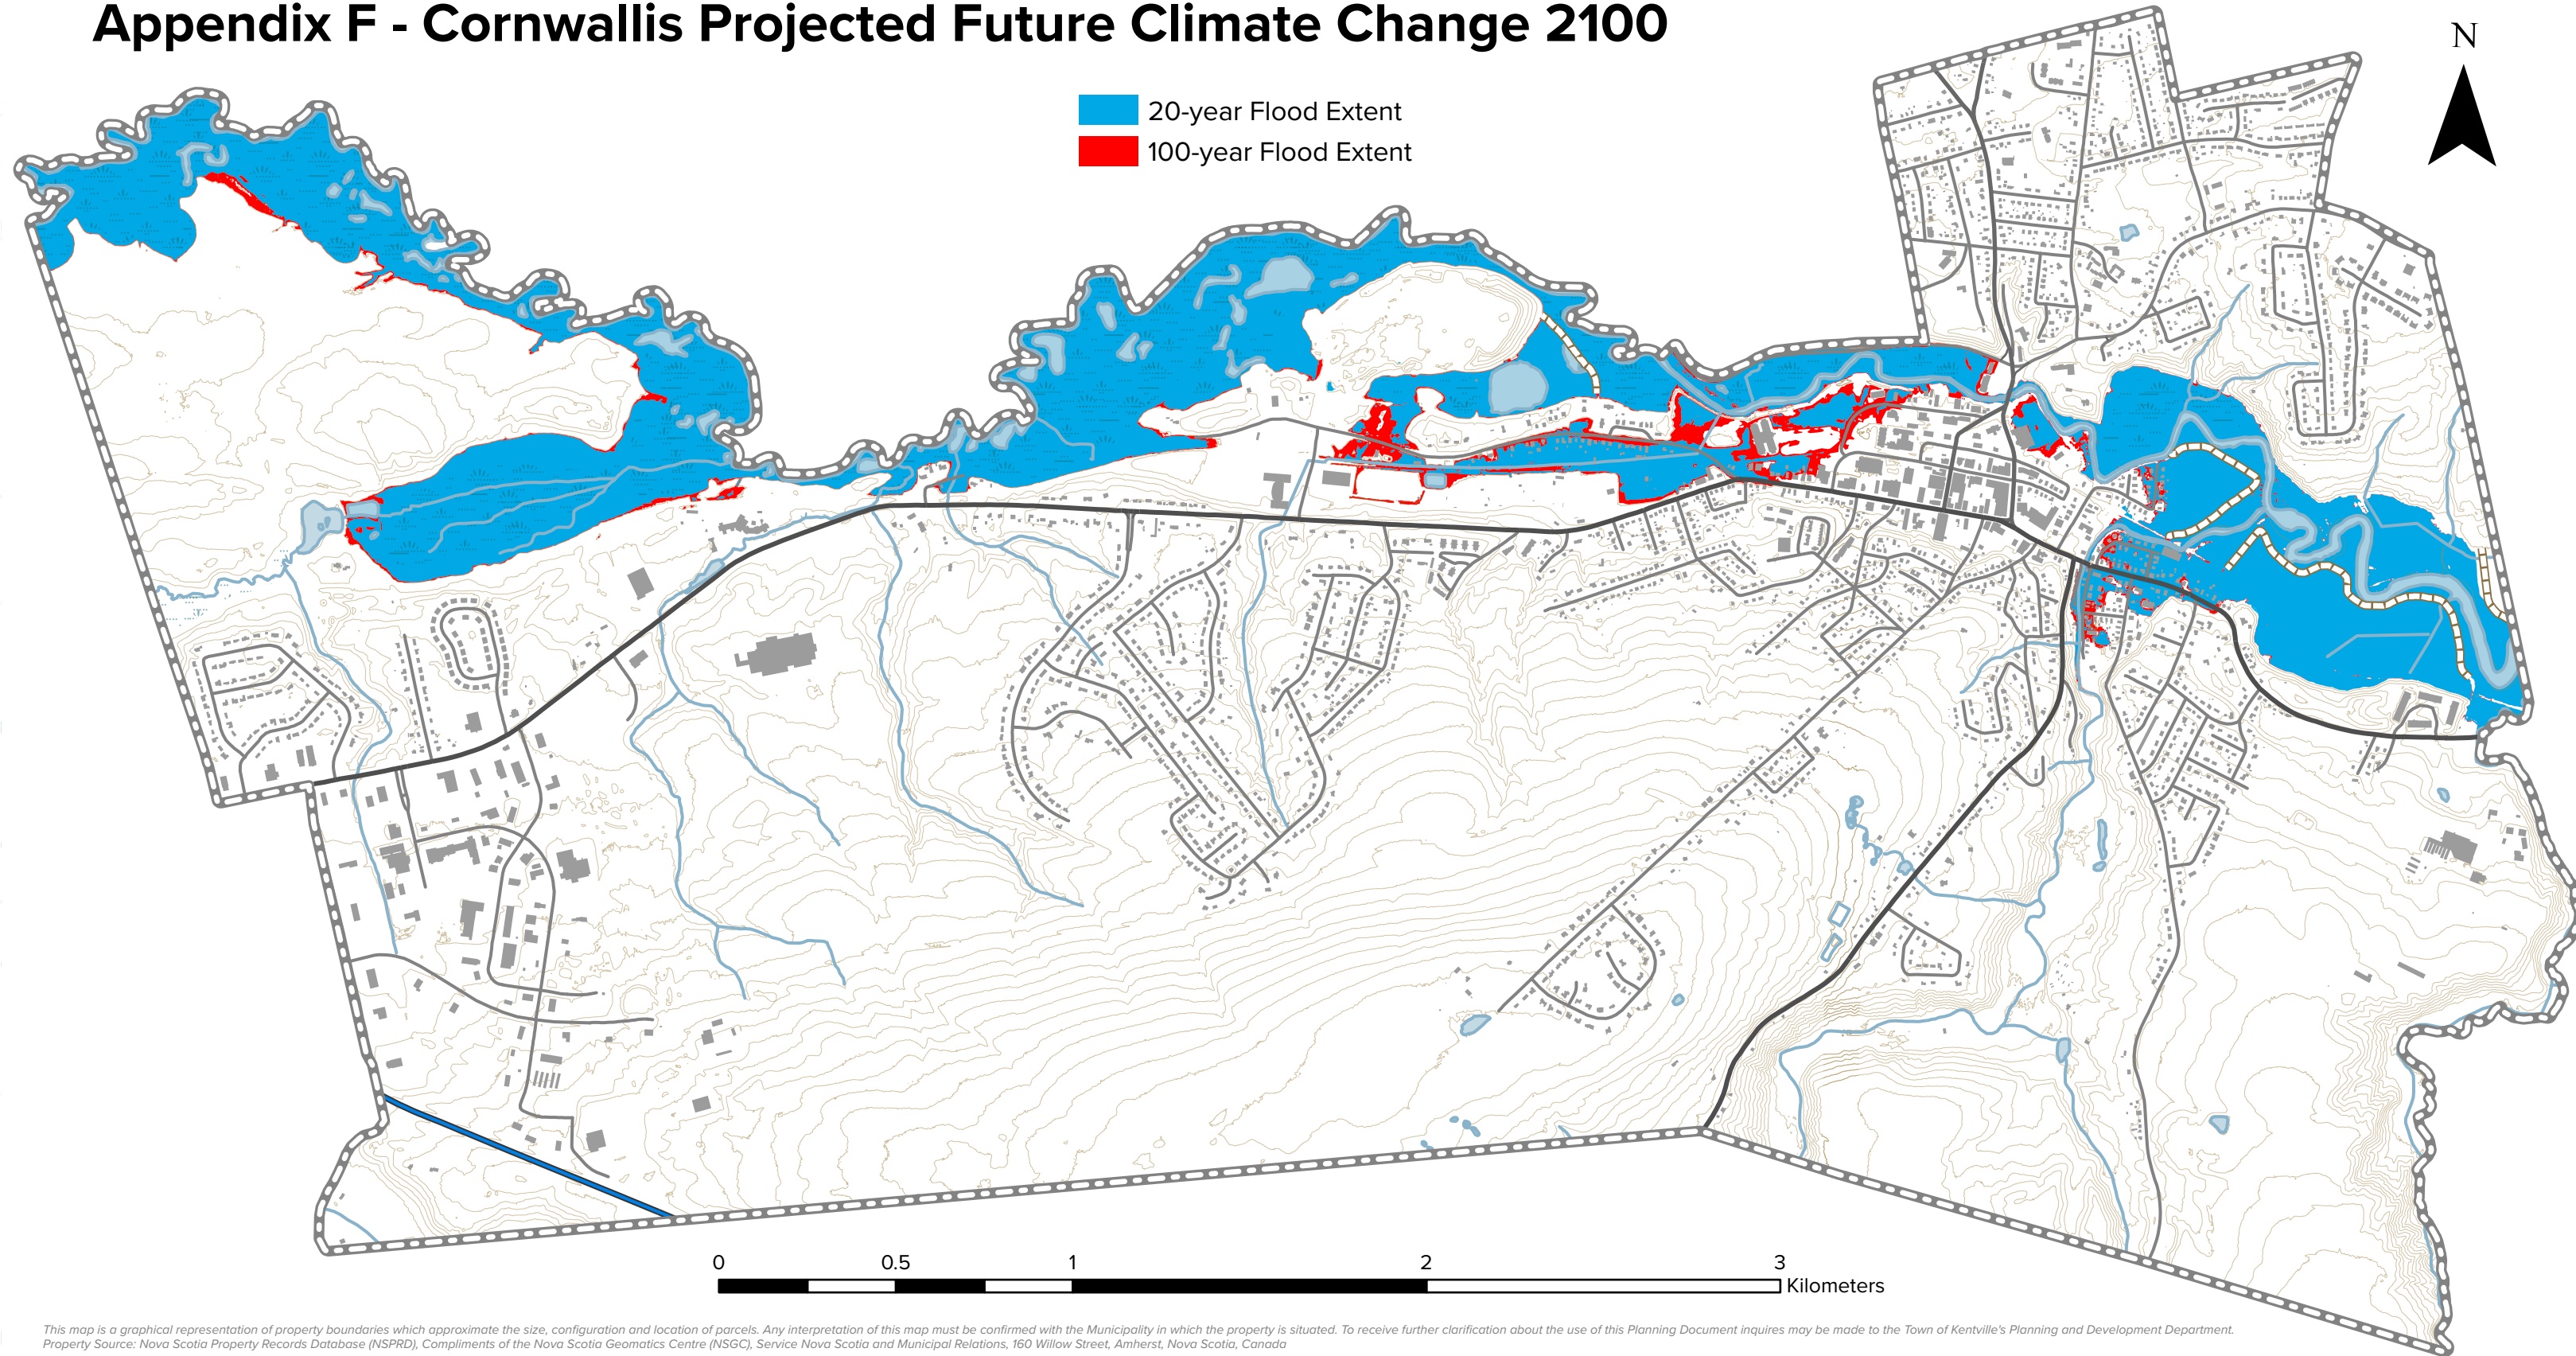 Appendix F - Cornwallis Projected Future Climate Change 2100
N
20-year Flood Extent
100-year Flood Extent
0 0.5 1 2 3
Kilometers
This map is a graphical representation of property boundaries which approximate the size, configuration and location of parcels. Any interpretation of this map must be confirmed with the Municipality in which the property is situated. To receive further clarification about the use of this Planning Document inquires may be made to the Town of Kentville's Planning and Development Department.
Property Source: Nova Scotia Property Records Database (NSPRD), Compliments of the Nova Scotia Geomatics Centre (NSGC), Service Nova Scotia and Municipal Relations, 160 Willow Street, Amherst, Nova Scotia, Canada